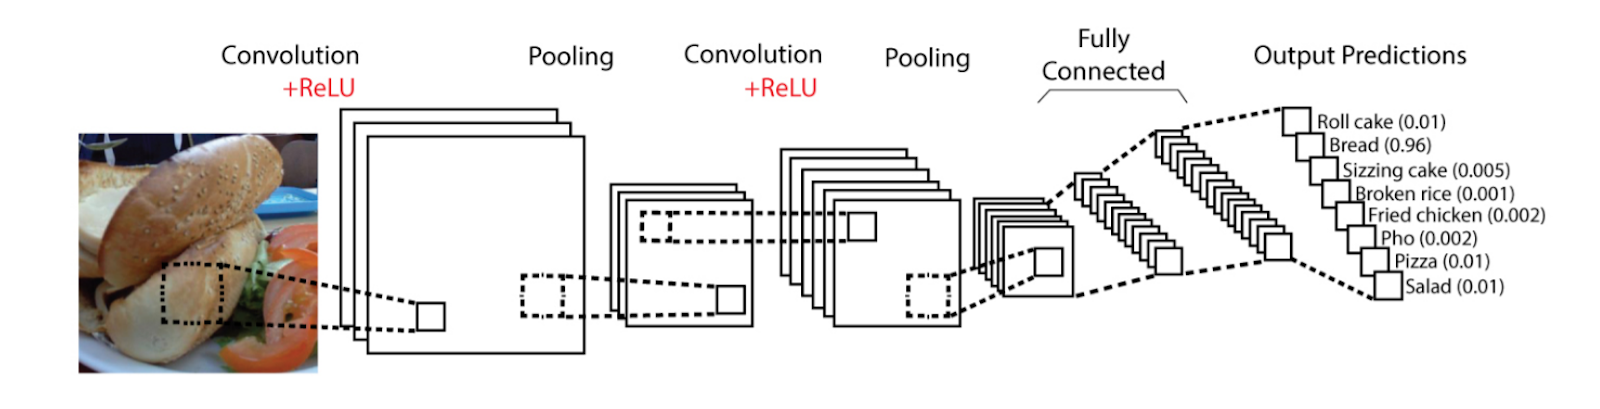 Convolution
+ReLU
Pooling
Convolution
+ReLU
Pooling
Fully
Connected
Output Predictions
Roll cake (0.01)
Bread (0.96)
Sizzing cake (0.005)
Broken rice (0.001)
Fried chicken (0.002)
Pho (0.002)
Pizza (0.01)
Salad (0.01)